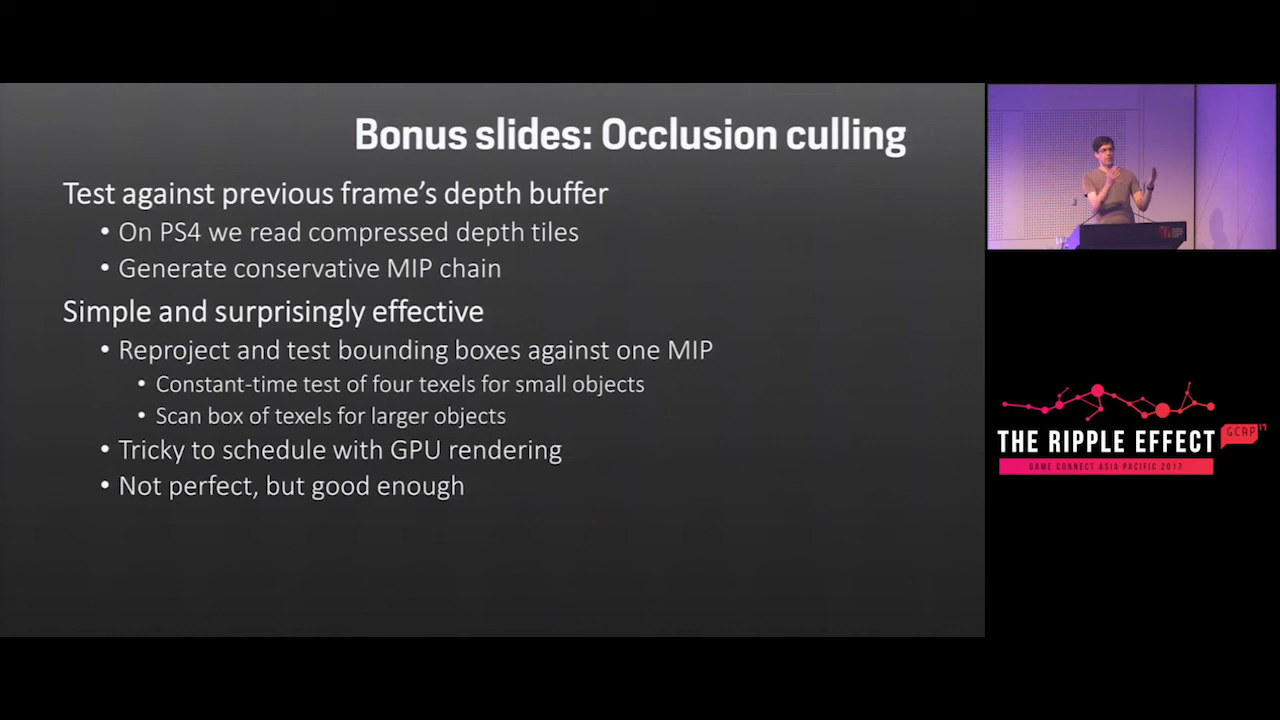 Bonus slides: Occlusion culling
Test against previous frame's depth buffer
• On PS4 we read compressed depth tiles
• Generate conservative MIP chain
Simple and surprisingly effective
• Reproject and test bounding boxes against one MIP
• Constant-time test of four texels for small objects
• Scan box of texels for larger objects
• Tricky to schedule with GPU rendering
• Not perfect, but good enough
THE RIPPLE EFFECT
GCAP17
GAME CONNECT ASIA PACIFIC 2017